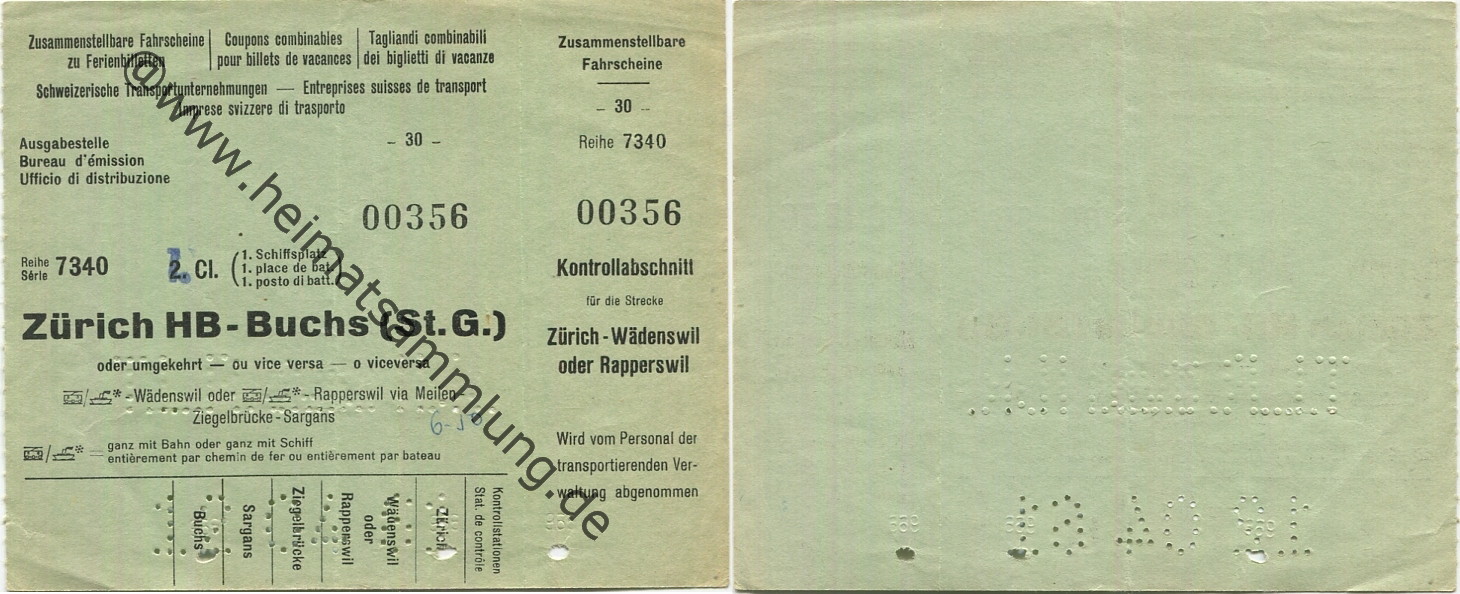 Zusammenstellbare Fahrscheine zu Ferienbilletten
Coupons combinables pour billets de vacances
Tagliandi combinabili dei biglietti di vacanze
Schweizerische Transportunternehmungen — Entreprises suisses de transport
Imprese svizzere di trasporto
Ausgabestelle
Bureau d'émission
Ufficio di distribuzione
- 30 -
00356
Reihe
Série 7340
2. Cl.
(1. Schiffsplatz
1. place de bat.
1. posto di batt.)
Zürich HB - Buchs (St. G.)
oder umgekehrt — ou vice versa — o viceversa
/ * - Wädenswil oder / * - Rapperswil via Meilen
Ziegelbrücke - Sargans
/ * = ganz mit Bahn oder ganz mit Schiff
entièrement par chemin de fer ou entièrement par bateau
Kontrollstationen
Stat. de contrôle
Zürich
Wädenswil
oder
Rapperswil
Ziegelbrücke
Sargans
Buchs
Zusammenstellbare
Fahrscheine
- 30 -
Reihe 7340
00356
Kontrollabschnitt
für die Strecke
Zürich - Wädenswil
oder Rapperswil
Wird vom Personal der
transportierenden Ver-
waltung abgenommen
@www.heimatsammlung.de